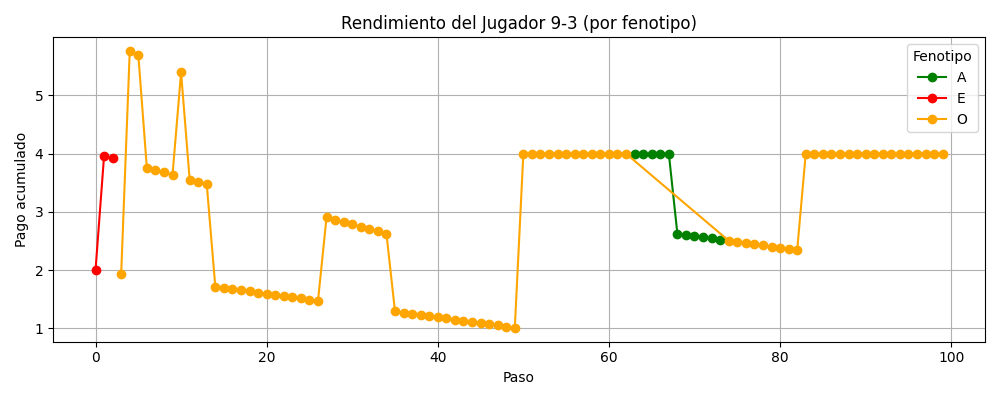 Rendimiento del Jugador 9-3 (por fenotipo)
Pago acumulado
5
4
3
2
1
0
20
40
60
80
100
Paso
Fenotipo
A
E
O